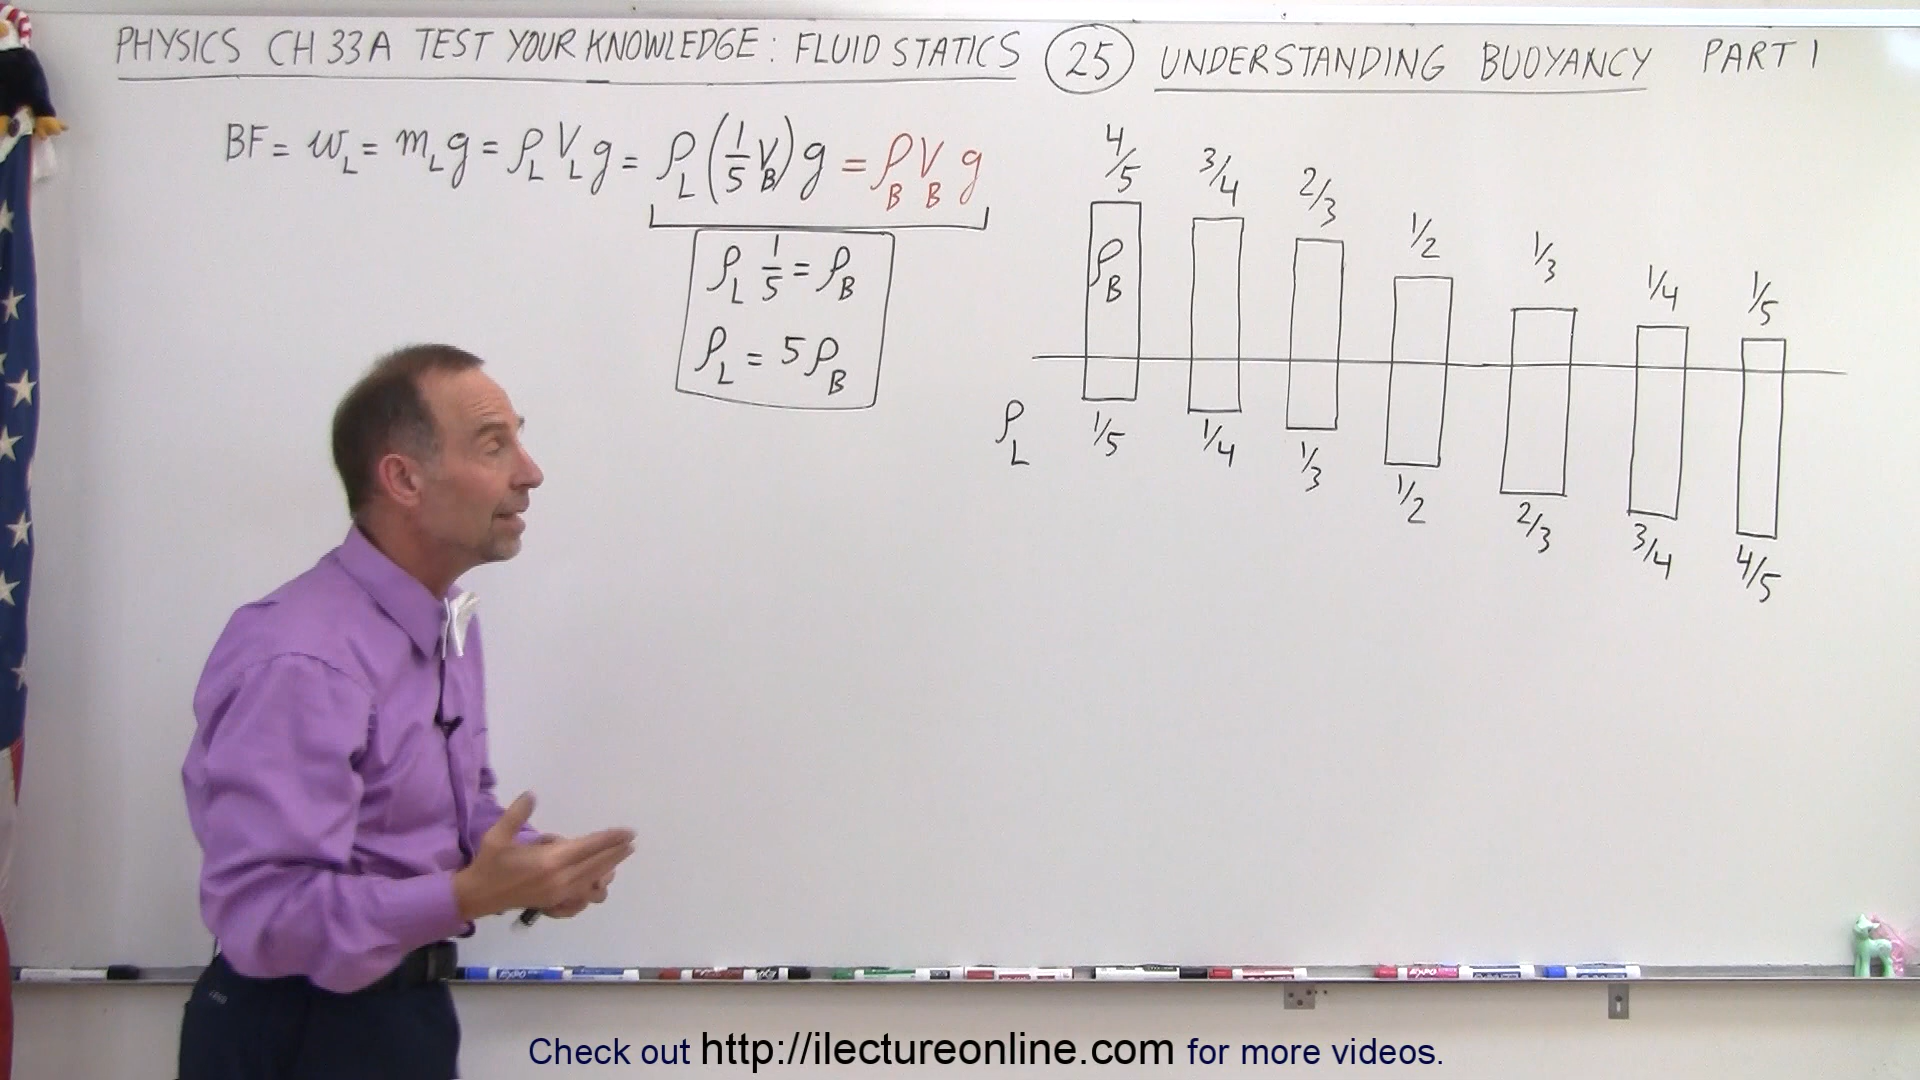 PHYSICS CH 33A TEST YOUR KNOWLEDGE: FLUID STATICS 25 UNDERSTANDING BUOYANCY PART 1
BF = w_L = m_L g = ρ_L V_L g = ρ_L (1/5 V_B) g = ρ_B V_B g
ρ_L 1/5 = ρ_B
ρ_L = 5 ρ_B
4/5 3/4 2/3 1/2 1/3 1/4 1/5
ρ_B
ρ_L
1/5 1/4 1/3 1/2 2/3 3/4 4/5
EXPO EXPO
Check out http://ilectureonline.com for more videos.